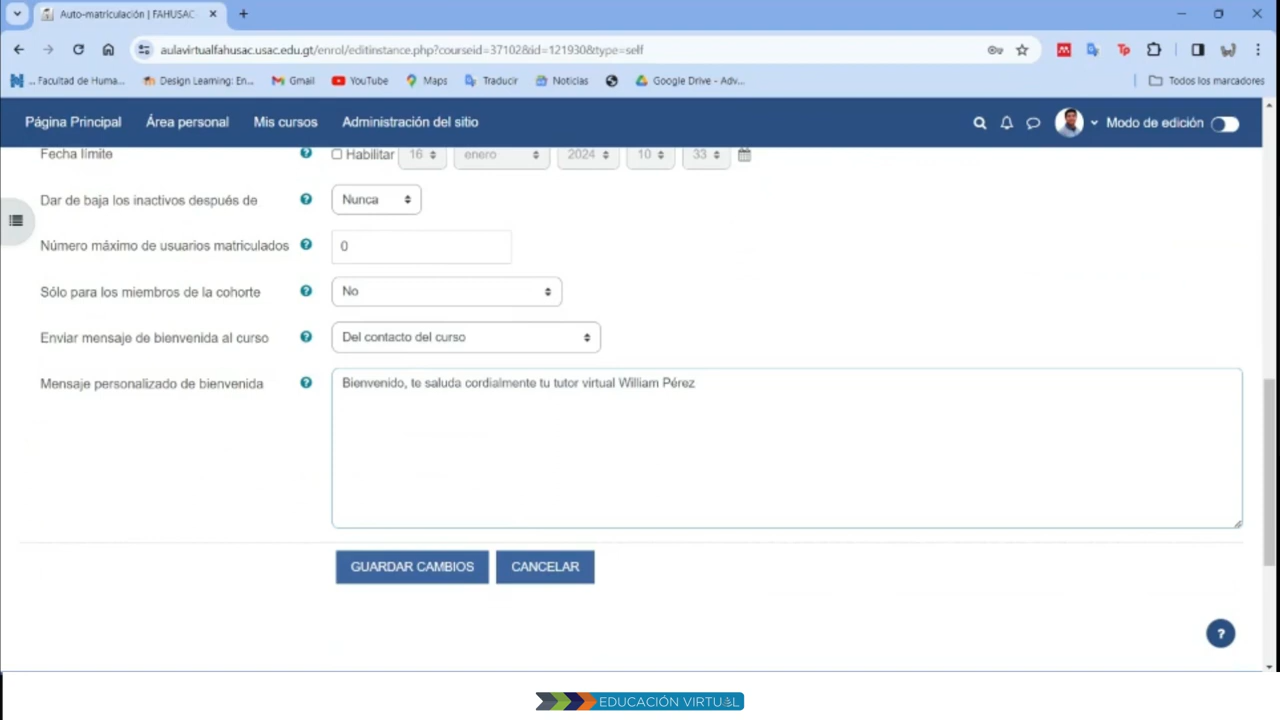 Auto-matriculación | FAHUSAC
aulavirtualfahusac.usac.edu.gt/enrol/editinstance.php?courseid=37102&id=121930&type=self
... Facultad de Huma...
Design Learning: En...
Gmail
YouTube
Maps
Traducir
Noticias
Google Drive - Adv...
Todos los marcadores
Página Principal
Área personal
Mis cursos
Administración del sitio
Modo de edición
Fecha límite
Habilitar 16 enero 2024 10 33
Dar de baja los inactivos después de
Nunca
Número máximo de usuarios matriculados
0
Sólo para los miembros de la cohorte
No
Enviar mensaje de bienvenida al curso
Del contacto del curso
Mensaje personalizado de bienvenida
Bienvenido, te saluda cordialmente tu tutor virtual William Pérez
GUARDAR CAMBIOS
CANCELAR
?
EDUCACIÓN VIRTUAL